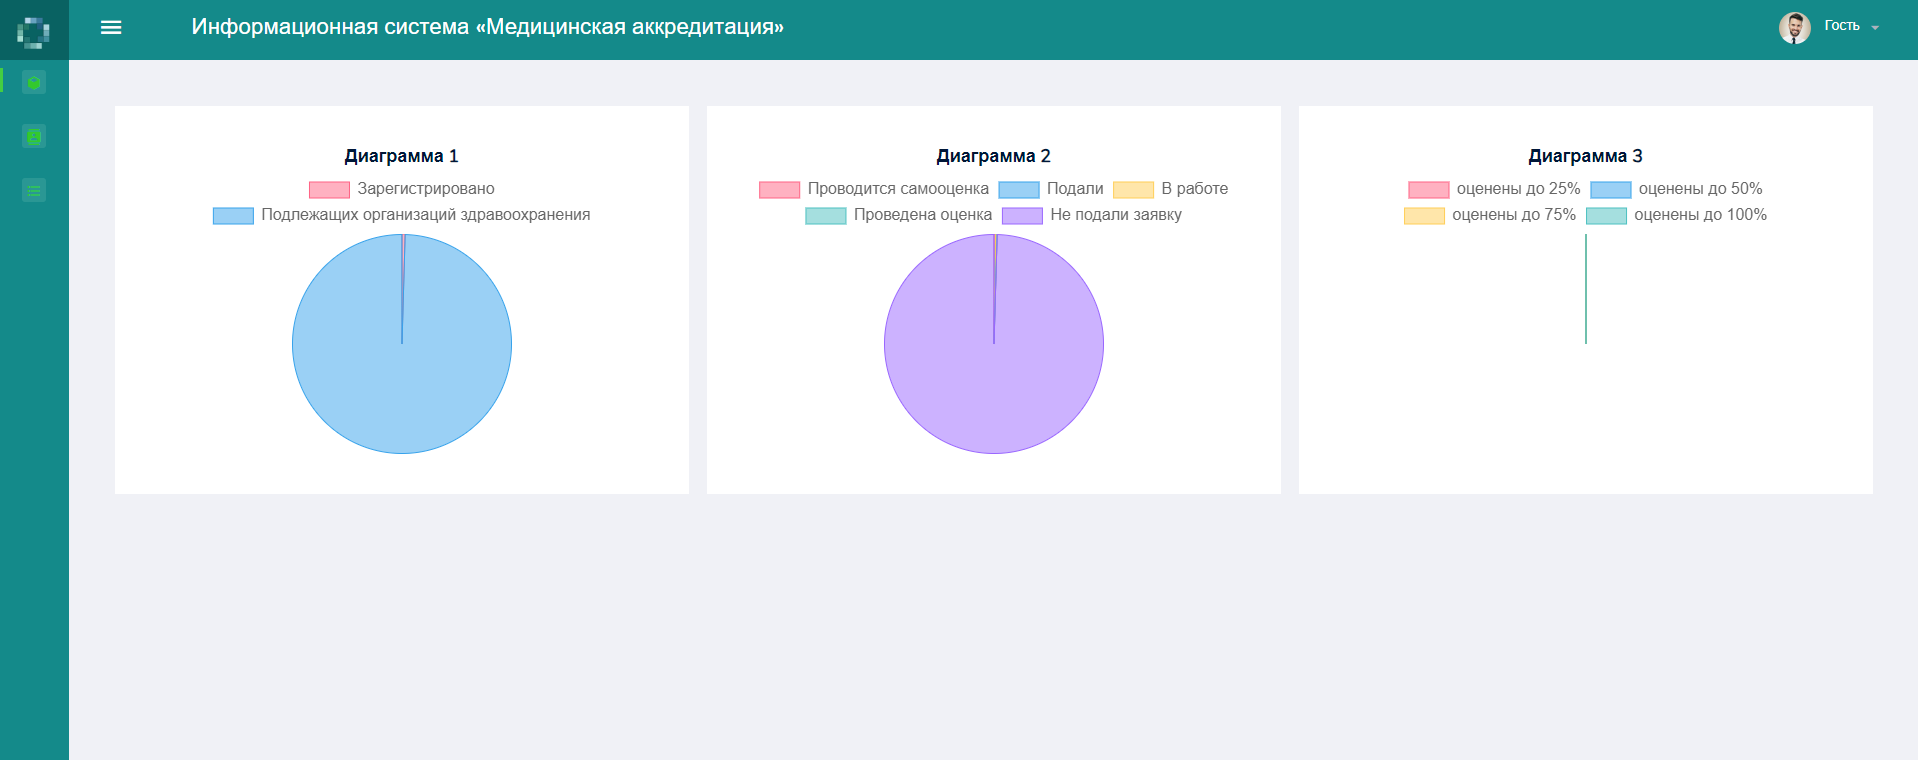 Информационная система «Медицинская аккредитация»
Гость
Диаграмма 1
Зарегистрировано
Подлежащих организаций здравоохранения
Диаграмма 2
Проводится самооценка Подали В работе
Проведена оценка Не подали заявку
Диаграмма 3
оценены до 25% оценены до 50%
оценены до 75% оценены до 100%